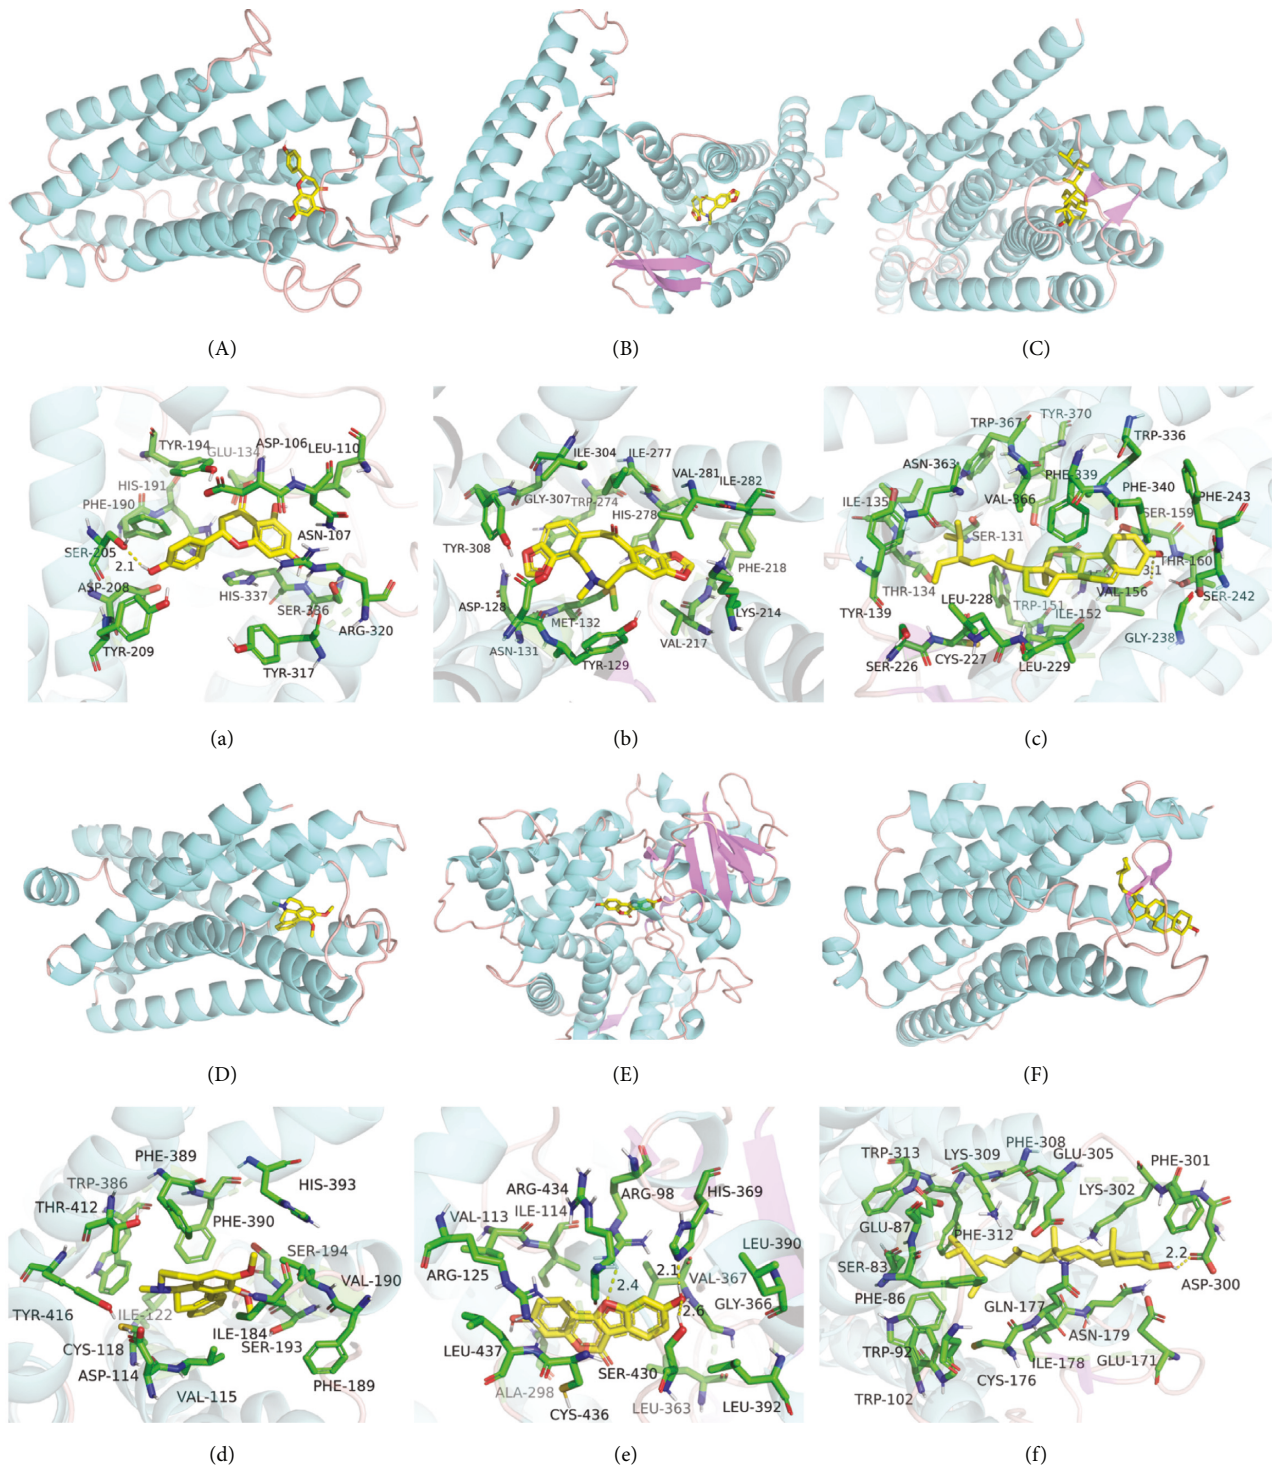 (A)
(B)
(C)
TYR-194
GLU-134
ASP-106
LEU-110
HIS-191
PHE-190
ASN-107
SER-205
2.1
ASP-208
HIS-337
SER-336
ARG-320
TYR-209
TYR-317
(a)
ILE-304
ILE-277
VAL-281
ILE-282
GLY-307
TRP-274
HIS-278
TYR-308
PHE-218
ASP-128
LYS-214
MET-132
VAL-217
ASN-131
TYR-129
(b)
TYR-370
TRP-367
TRP-336
ASN-363
PHE-339
PHE-340
ILE-135
VAL-366
PHE-243
SER-159
SER-131
3.1
THR-160
THR-134
VAL-156
LEU-228
TRP-151
ILE-152
SER-242
TYR-139
GLY-238
SER-226
CYS-227
LEU-229
(c)
(D)
(E)
(F)
PHE-389
TRP-386
HIS-393
THR-412
PHE-390
SER-194
VAL-190
TYR-416
ILE-122
ILE-184
CYS-118
SER-193
ASP-114
PHE-189
VAL-115
(d)
ARG-434
ARG-98
HIS-369
VAL-113
ILE-114
LEU-390
ARG-125
2.1
VAL-367
2.4
GLY-366
2.6
LEU-437
SER-430
ALA-298
CYS-436
LEU-363
LEU-392
(e)
PHE-308
TRP-313
LYS-309
GLU-305
PHE-301
LYS-302
GLU-87
PHE-312
2.2
SER-83
ASP-300
PHE-86
GLN-177
ASN-179
TRP-92
ILE-178
GLU-171
CYS-176
TRP-102
(f)